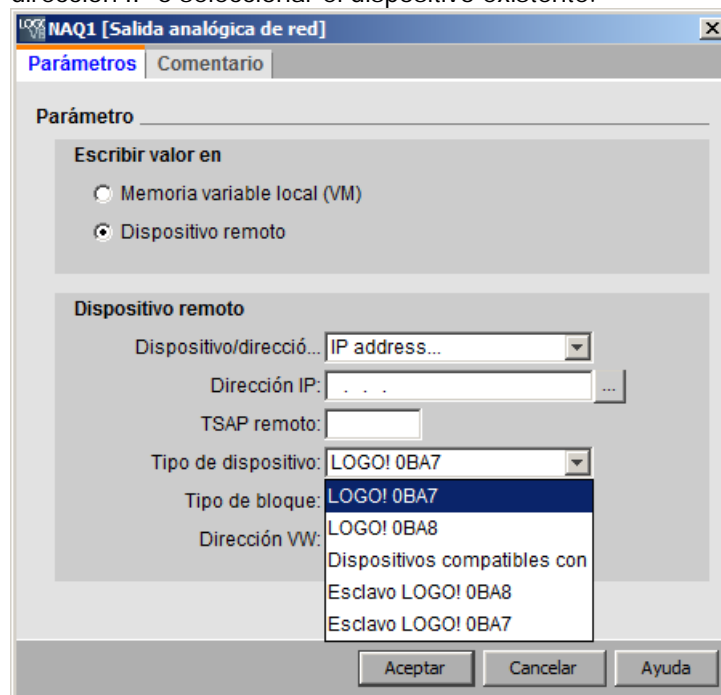 NAQ1 [Salida analógica de red]
Parámetros Comentario
Parámetro
Escribir valor en
Memoria variable local (VM)
Dispositivo remoto
Dispositivo remoto
Dispositivo/direcció... IP address...
Dirección IP: . . . ...
TSAP remoto:
Tipo de dispositivo: LOGO! 0BA7
Tipo de bloque: LOGO! 0BA7
LOGO! 0BA8
Dirección VW:
Dispositivos compatibles con
Esclavo LOGO! 0BA8
Esclavo LOGO! 0BA7
Aceptar Cancelar Ayuda